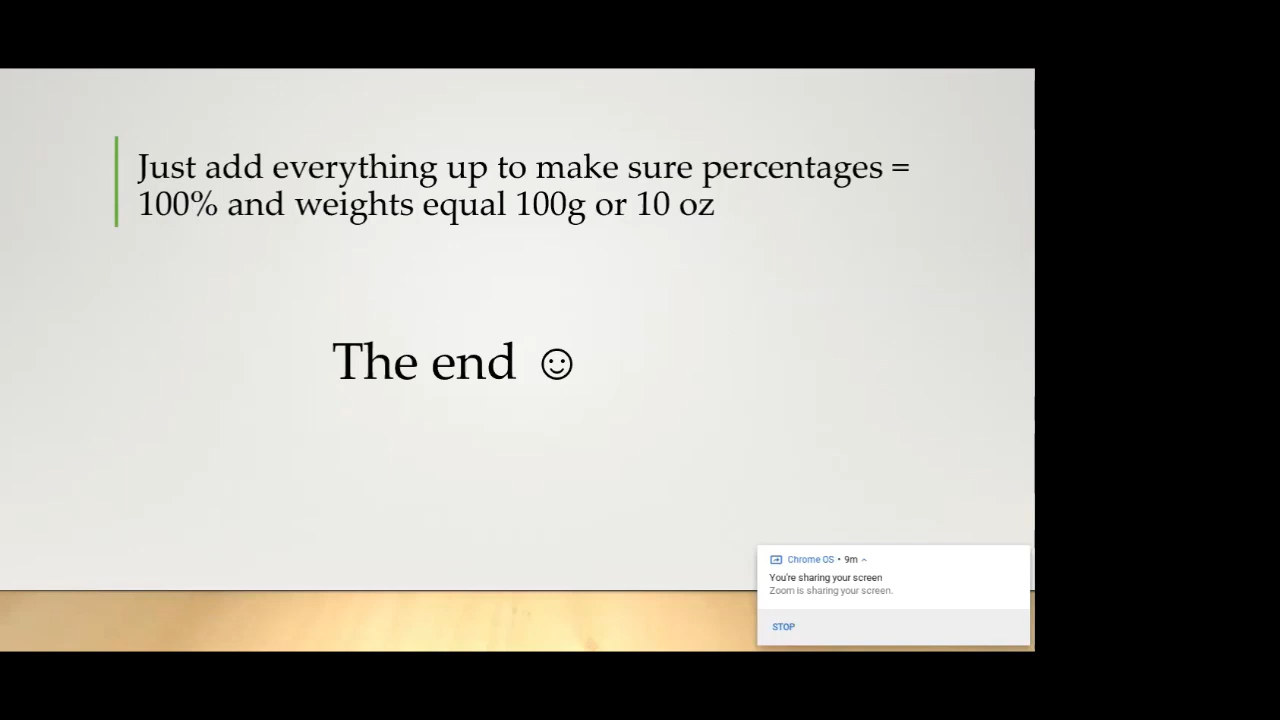 Just add everything up to make sure percentages =
100% and weights equal 100g or 10 oz
The end ☺
Chrome OS • 9m
You're sharing your screen
Zoom is sharing your screen.
STOP